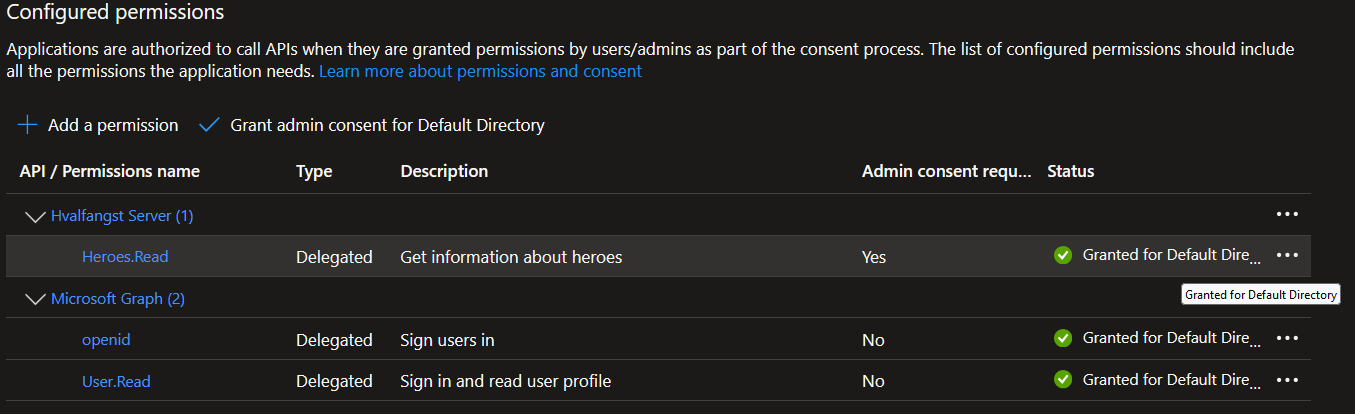 Configured permissions
Applications are authorized to call APIs when they are granted permissions by users/admins as part of the consent process. The list of configured permissions should include
all the permissions the application needs. Learn more about permissions and consent
Add a permission Grant admin consent for Default Directory
API / Permissions name Type Description Admin consent requ... Status
Hvalfangst Server (1) ...
Heroes.Read Delegated Get information about heroes Yes Granted for Default Dire... ...
Microsoft Graph (2)
Granted for Default Directory
openid Delegated Sign users in No Granted for Default Dire... ...
User.Read Delegated Sign in and read user profile No Granted for Default Dire... ...